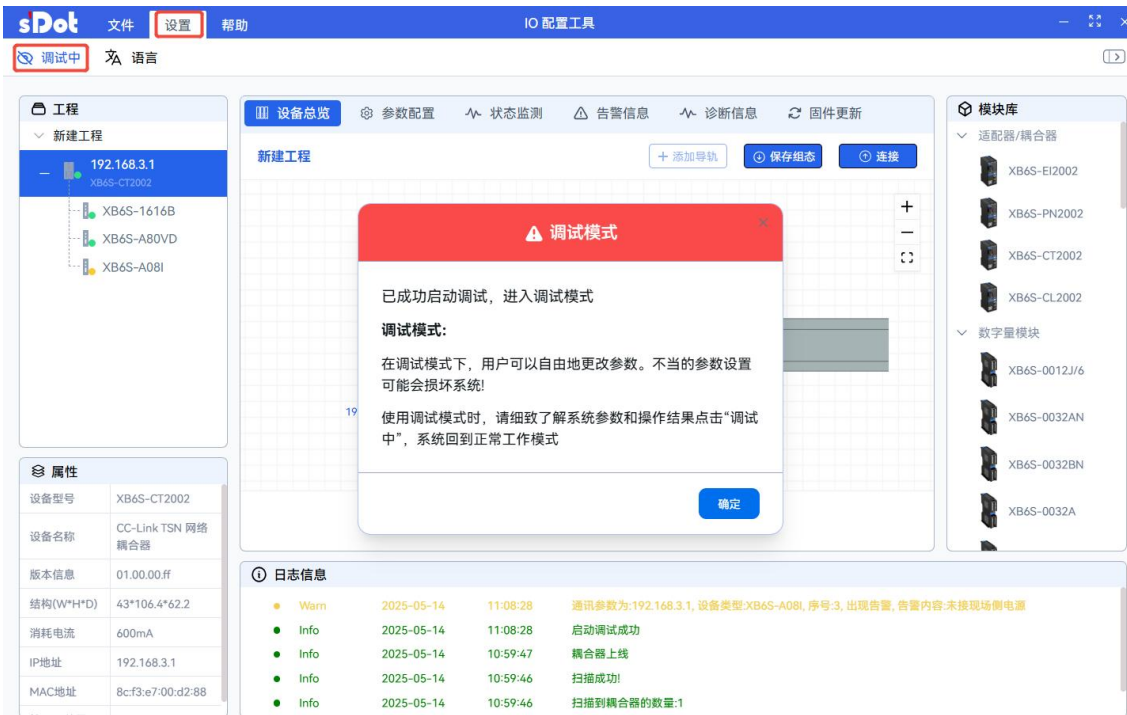 sDot 文件 设置 帮助 IO 配置工具
调试中 语言
工程
新建工程
192.168.3.1
XB6S-CT2002
XB6S-1616B
XB6S-A80VD
XB6S-A08I
设备总览 参数配置 状态监测 告警信息 诊断信息 固件更新
新建工程 + 添加导轨 保存组态 连接
19
调试模式
已成功启动调试，进入调试模式
调试模式:
在调试模式下，用户可以自由地更改参数。不当的参数设置
可能会损坏系统!
使用调试模式时，请细致了解系统参数和操作结果点击“调试
中”，系统回到正常工作模式
确定
模块库
适配器/耦合器
XB6S-EI2002
XB6S-PN2002
XB6S-CT2002
XB6S-CL2002
数字量模块
XB6S-0012J/6
XB6S-0032AN
XB6S-0032BN
XB6S-0032A
属性
设备型号 XB6S-CT2002
设备名称 CC-Link TSN 网络
耦合器
版本信息 01.00.00.ff
结构(W*H*D) 43*106.4*62.2
消耗电流 600mA
IP地址 192.168.3.1
MAC地址 8c:f3:e7:00:d2:88
日志信息
Warn 2025-05-14 11:08:28 通讯参数为:192.168.3.1, 设备类型:XB6S-A08I, 序号:3, 出现告警, 告警内容:未接现场侧电源
Info 2025-05-14 11:08:28 启动调试成功
Info 2025-05-14 10:59:47 耦合器上线
Info 2025-05-14 10:59:46 扫描成功!
Info 2025-05-14 10:59:46 扫描到耦合器的数量:1